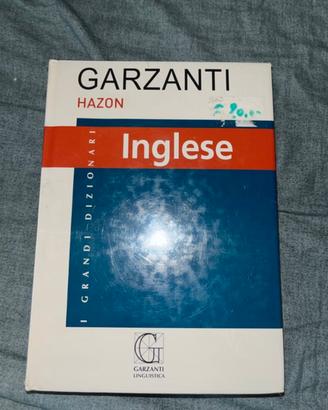 GARZANTI
HAZON
Inglese
I GRANDI DIZIONARI
G
GARZANTI
LINGUISTICA